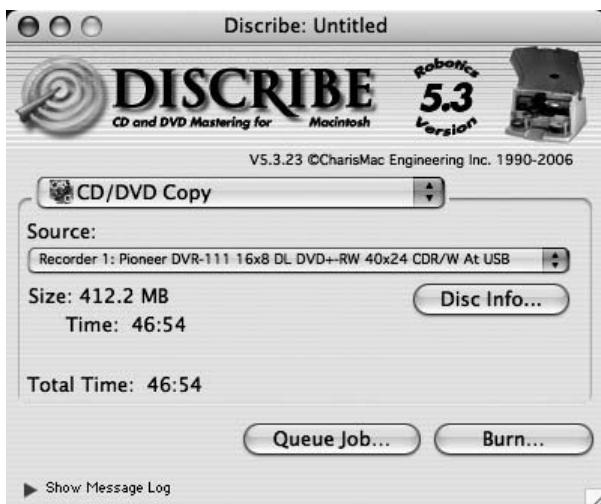 Discribe: Untitled
DISCRIBE
CD and DVD Mastering for Macintosh
Robotics
5.3
Version
V5.3.23 ©CharisMac Engineering Inc. 1990-2006
CD/DVD Copy
Source:
Recorder 1: Pioneer DVR-111 16x8 DL DVD+-RW 40x24 CDR/W At USB
Size: 412.2 MB
Disc Info...
Time: 46:54
Total Time: 46:54
Queue Job...
Burn...
Show Message Log